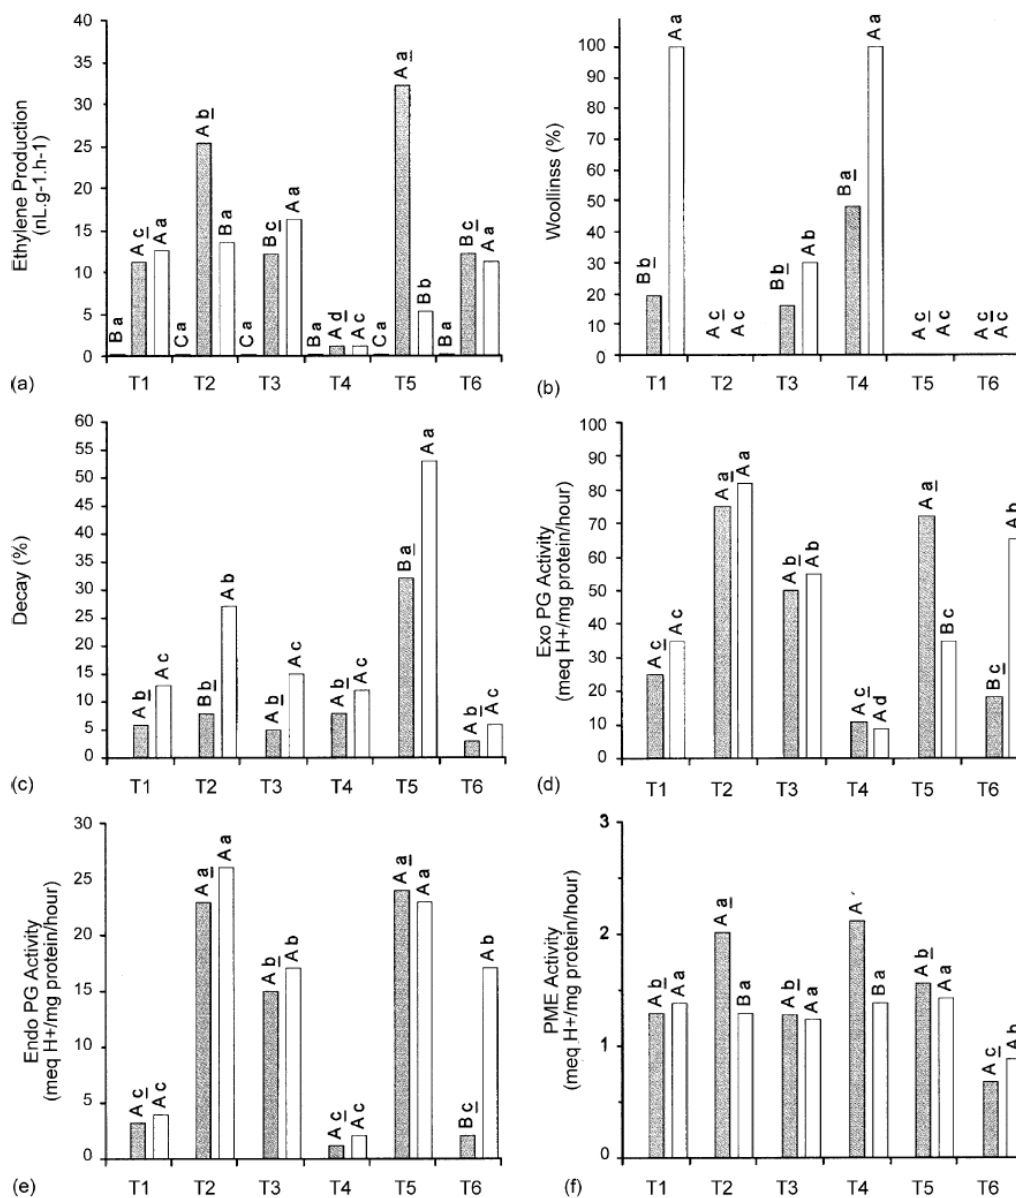 40
35
30
25
20
15
10
5
0
Ethylene Production
(nL.g-1.h-1)
B a
A c
A a
C a
A b
B a
C a
B c
A a
B a
A d
A c
C a
A a
B b
B a
B c
A a
T1 T2 T3 T4 T5 T6
(a)
100
90
80
70
60
50
40
30
20
10
0
Woollinss (%)
B b
A a
A c
A c
B b
A b
B a
A a
A c
A c
A c
A c
T1 T2 T3 T4 T5 T6
(b)
60
55
50
45
40
35
30
25
20
15
10
5
0
Decay (%)
A b
A c
B b
A b
A b
A c
A b
A c
B a
A a
A b
A c
T1 T2 T3 T4 T5 T6
(c)
100
90
80
70
60
50
40
30
20
10
0
Exo PG Activity
(meq H+/mg protein/hour)
A c
A c
A a
A a
A b
A b
A c
A d
A a
B c
B c
A b
T1 T2 T3 T4 T5 T6
(d)
30
25
20
15
10
5
0
Endo PG Activity
(meq H+/mg protein/hour)
A c
A c
A a
A a
A b
A b
A c
A c
A a
A a
B c
A b
T1 T2 T3 T4 T5 T6
(e)
3
2
1
0
PME Activity
(meq H+/mg protein/hour)
A b
A a
A a
B a
A b
A a
A
B a
A b
A a
A c
A b
T1 T2 T3 T4 T5 T6
(f)